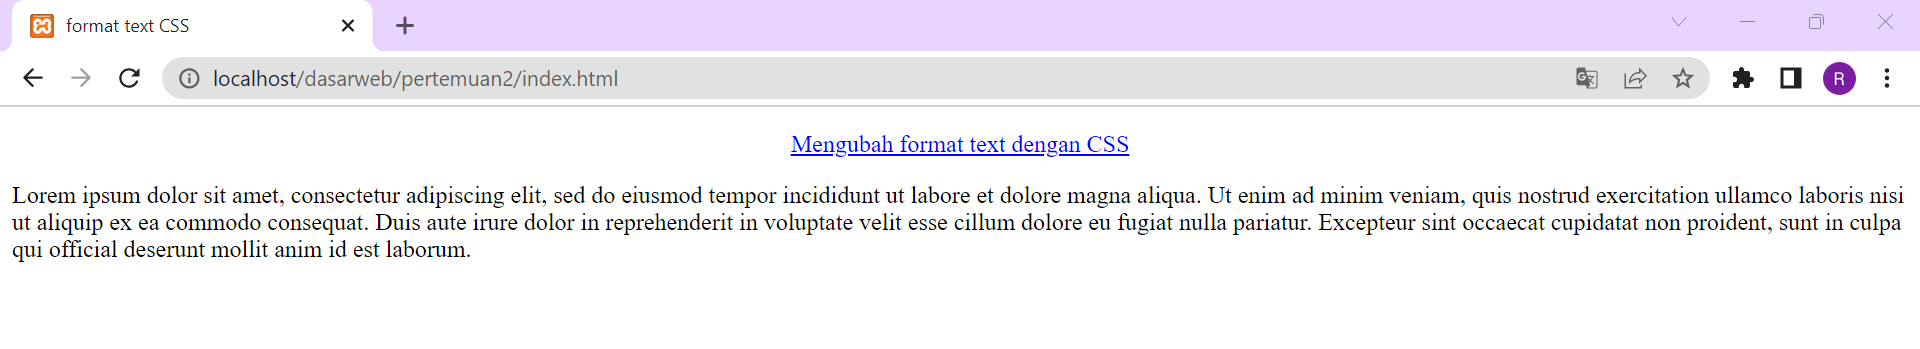 format text CSS
localhost/dasarweb/pertemuan2/index.html
R
Mengubah format text dengan CSS
Lorem ipsum dolor sit amet, consectetur adipiscing elit, sed do eiusmod tempor incididunt ut labore et dolore magna aliqua. Ut enim ad minim veniam, quis nostrud exercitation ullamco laboris nisi
ut aliquip ex ea commodo consequat. Duis aute irure dolor in reprehenderit in voluptate velit esse cillum dolore eu fugiat nulla pariatur. Excepteur sint occaecat cupidatat non proident, sunt in culpa
qui official deserunt mollit anim id est laborum.